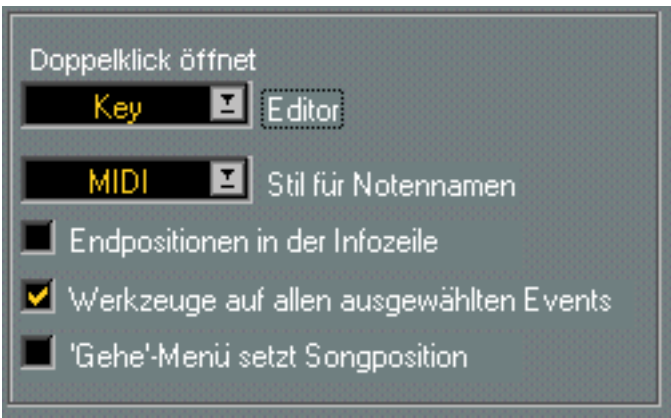 Doppelklick öffnet
Key Editor
MIDI Stil für Notennamen
Endpositionen in der Infozeile
Werkzeuge auf allen ausgewählten Events
'Gehe'-Menü setzt Songposition